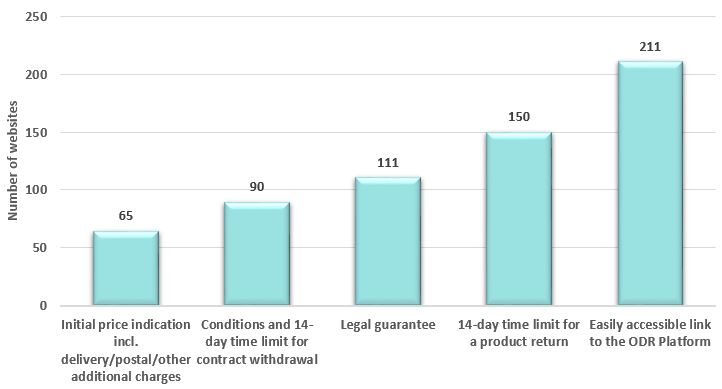 250
200
150
100
50
0
Number of websites
65
90
111
150
211
Initial price indication
incl.
delivery/postal/other
additional charges
Conditions and 14-
day time limit for
contract withdrawal
Legal guarantee
14-day time limit for
a product return
Easily accessible link
to the ODR Platform